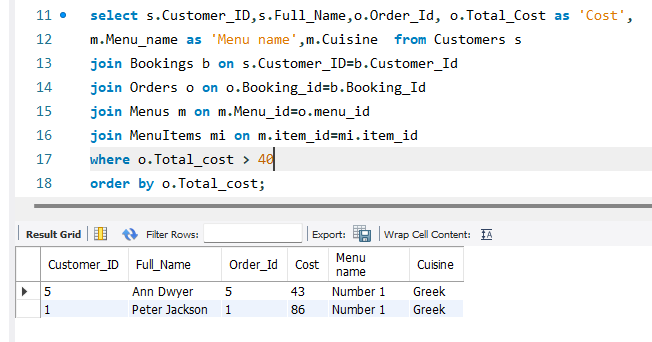 11 select s.Customer_ID,s.Full_Name,o.Order_Id, o.Total_Cost as 'Cost',
12 m.Menu_name as 'Menu name',m.Cuisine  from Customers s
13 join Bookings b on s.Customer_ID=b.Customer_Id
14 join Orders o on o.Booking_id=b.Booking_Id
15 join Menus m on m.Menu_id=o.menu_id
16 join MenuItems mi on m.item_id=mi.item_id
17 where o.Total_cost > 40
18 order by o.Total_cost;
Result Grid Filter Rows: Export: Wrap Cell Content:
Customer_ID Full_Name Order_Id Cost Menu name Cuisine
5 Ann Dwyer 5 43 Number 1 Greek
1 Peter Jackson 1 86 Number 1 Greek